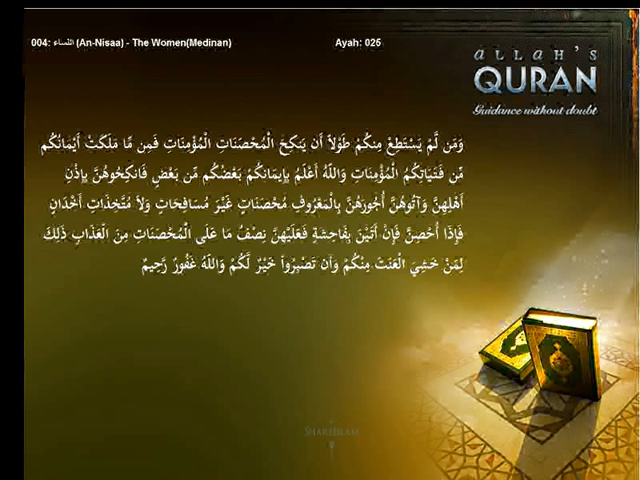 004: النساء (An-Nisaa) - The Women(Medinan) Ayah: 025
ALLAH'S
QURAN
Guidance without doubt
وَمَن لَّمْ يَسْتَطِعْ مِنكُمْ طَوْلاً أَن يَنكِحَ الْمُحْصَنَاتِ الْمُؤْمِنَاتِ فَمِن مَّا مَلَكَتْ أَيْمَانُكُم
مِّن فَتَيَاتِكُمُ الْمُؤْمِنَاتِ وَاللّهُ أَعْلَمُ بِإِيمَانِكُمْ بَعْضُكُم مِّن بَعْضٍ فَانكِحُوهُنَّ بِإِذْنِ
أَهْلِهِنَّ وَآتُوهُنَّ أُجُورَهُنَّ بِالْمَعْرُوفِ مُحْصَنَاتٍ غَيْرَ مُسَافِحَاتٍ وَلاَ مُتَّخِذَاتِ أَخْدَانٍ
فَإِذَا أُحْصِنَّ فَإِنْ أَتَيْنَ بِفَاحِشَةٍ فَعَلَيْهِنَّ نِصْفُ مَا عَلَى الْمُحْصَنَاتِ مِنَ الْعَذَابِ ذَلِكَ
لِمَنْ خَشِيَ الْعَنَتَ مِنْكُمْ وَأَن تَصْبِرُواْ خَيْرٌ لَّكُمْ وَاللّهُ غَفُورٌ رَّحِيمٌ
SHAREISLAM